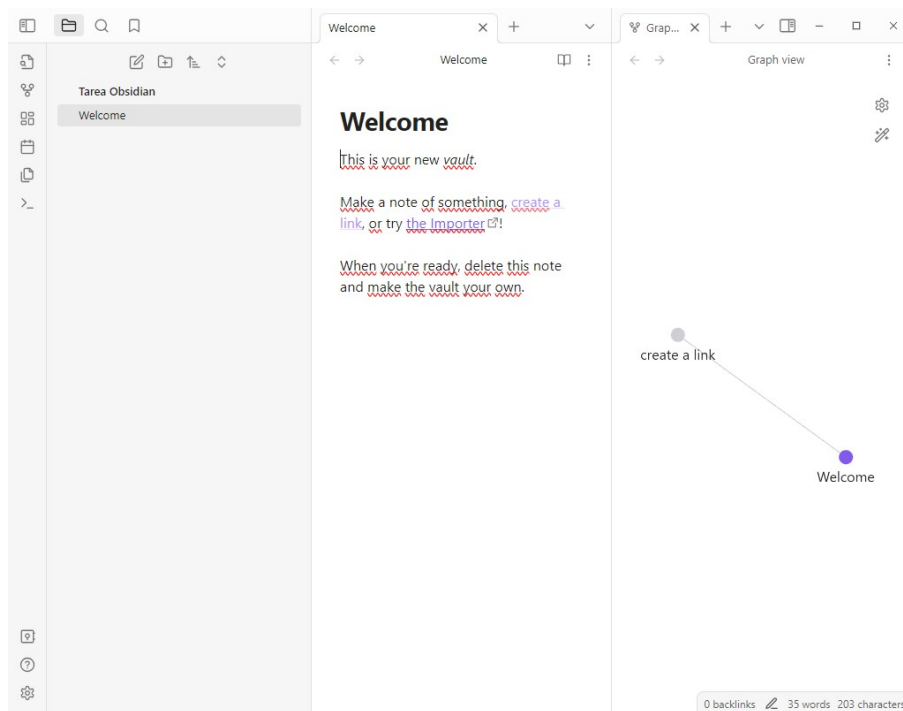 Welcome
Grap...
Welcome
Graph view
Tarea Obsidian
Welcome
Welcome
This is your new vault.
Make a note of something, create a
link, or try the Importer!
When you're ready, delete this note
and make the vault your own.
create a link
Welcome
0 backlinks 35 words 203 characters